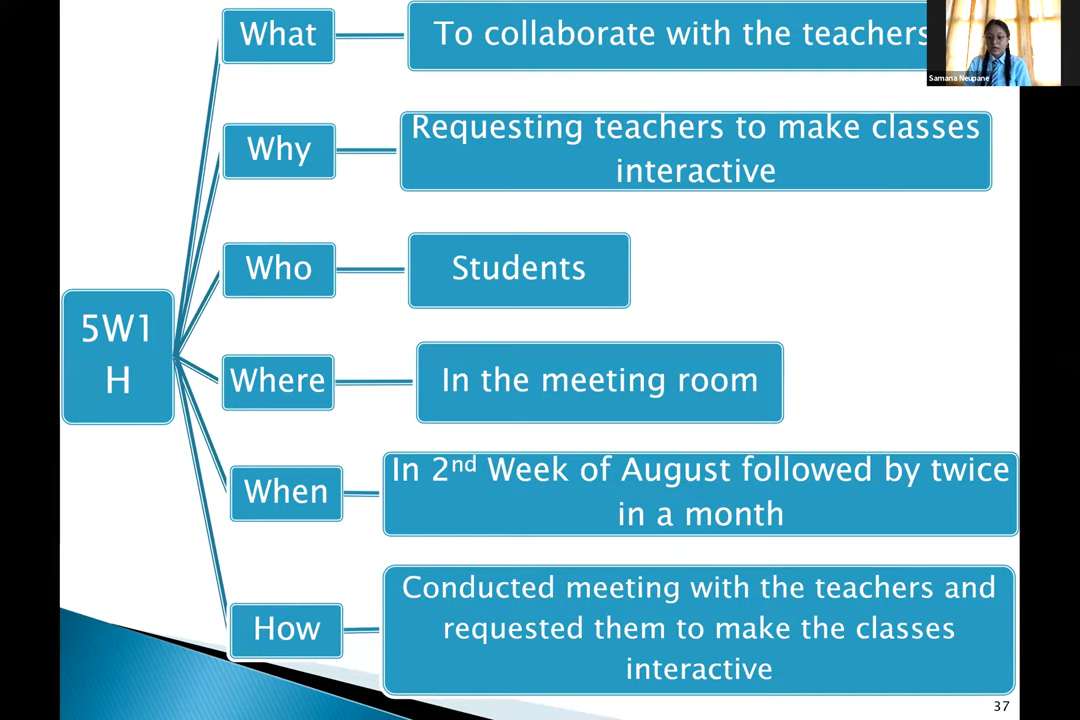 What
To collaborate with the teachers
Samana Neupane
Why
Requesting teachers to make classes
interactive
Who
Students
5W1
H
Where
In the meeting room
When
In 2nd Week of August followed by twice
in a month
How
Conducted meeting with the teachers and
requested them to make the classes
interactive
37